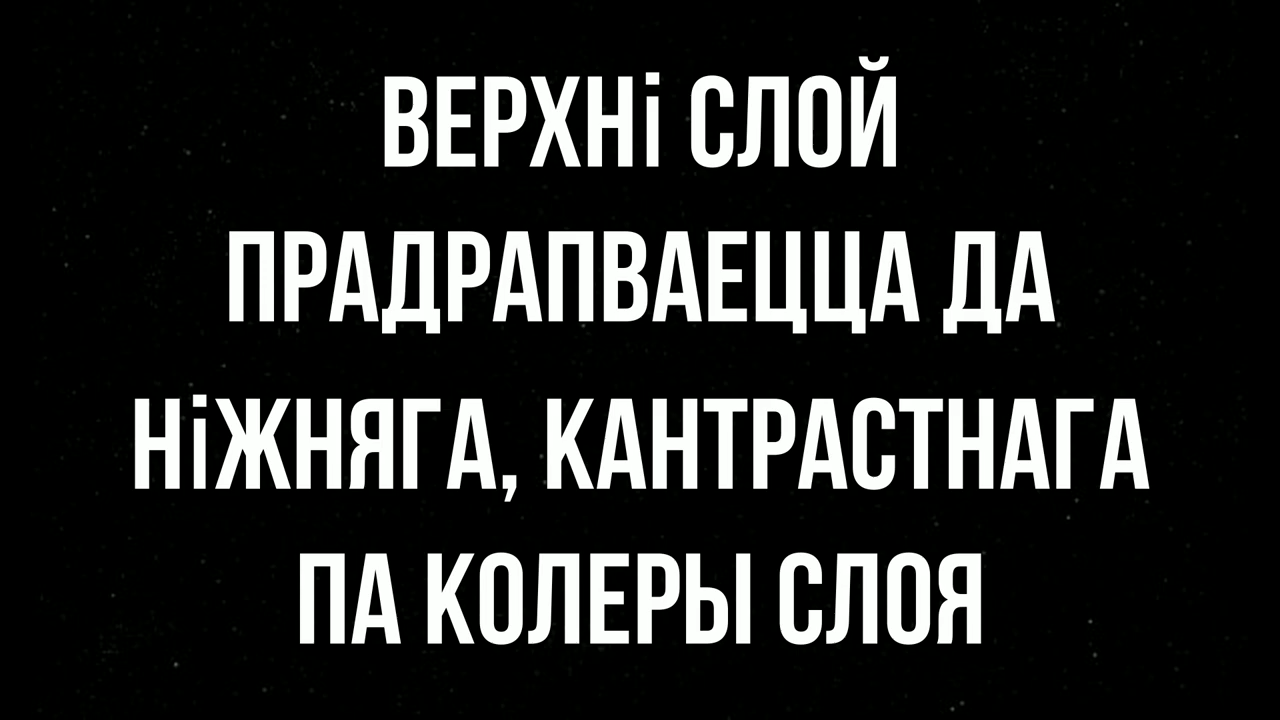 ВЕРХНі СЛОЙ
ПРАДРАПВАЕЦЦА ДА
НіЖНЯГА, КАНТРАСТНАГА
ПА КОЛЕРЫ СЛОЯ